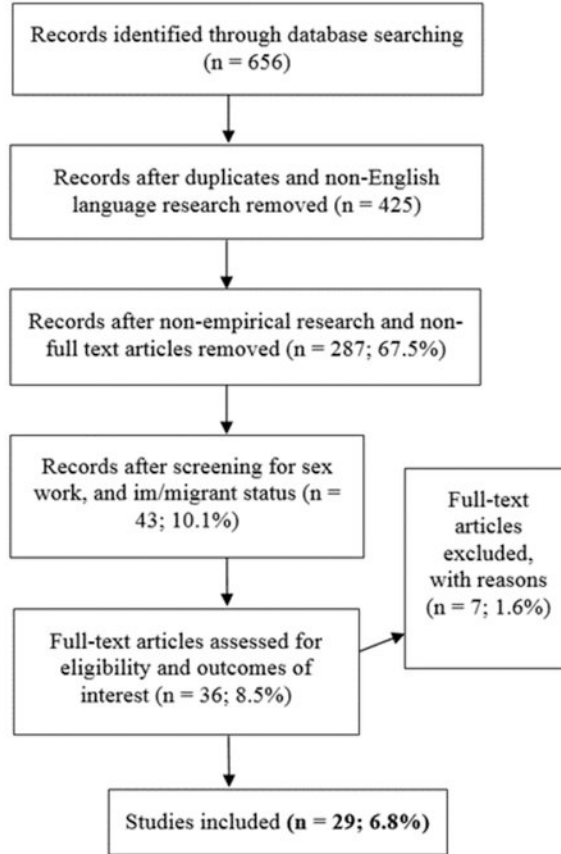 Records identified through database searching
(n = 656)
Records after duplicates and non-English
language research removed (n = 425)
Records after non-empirical research and non-
full text articles removed (n = 287; 67.5%)
Records after screening for sex
work, and im/migrant status (n =
43; 10.1%)
Full-text
articles
excluded,
with reasons
(n = 7; 1.6%)
Full-text articles assessed for
eligibility and outcomes of
interest (n = 36; 8.5%)
Studies included (n = 29; 6.8%)